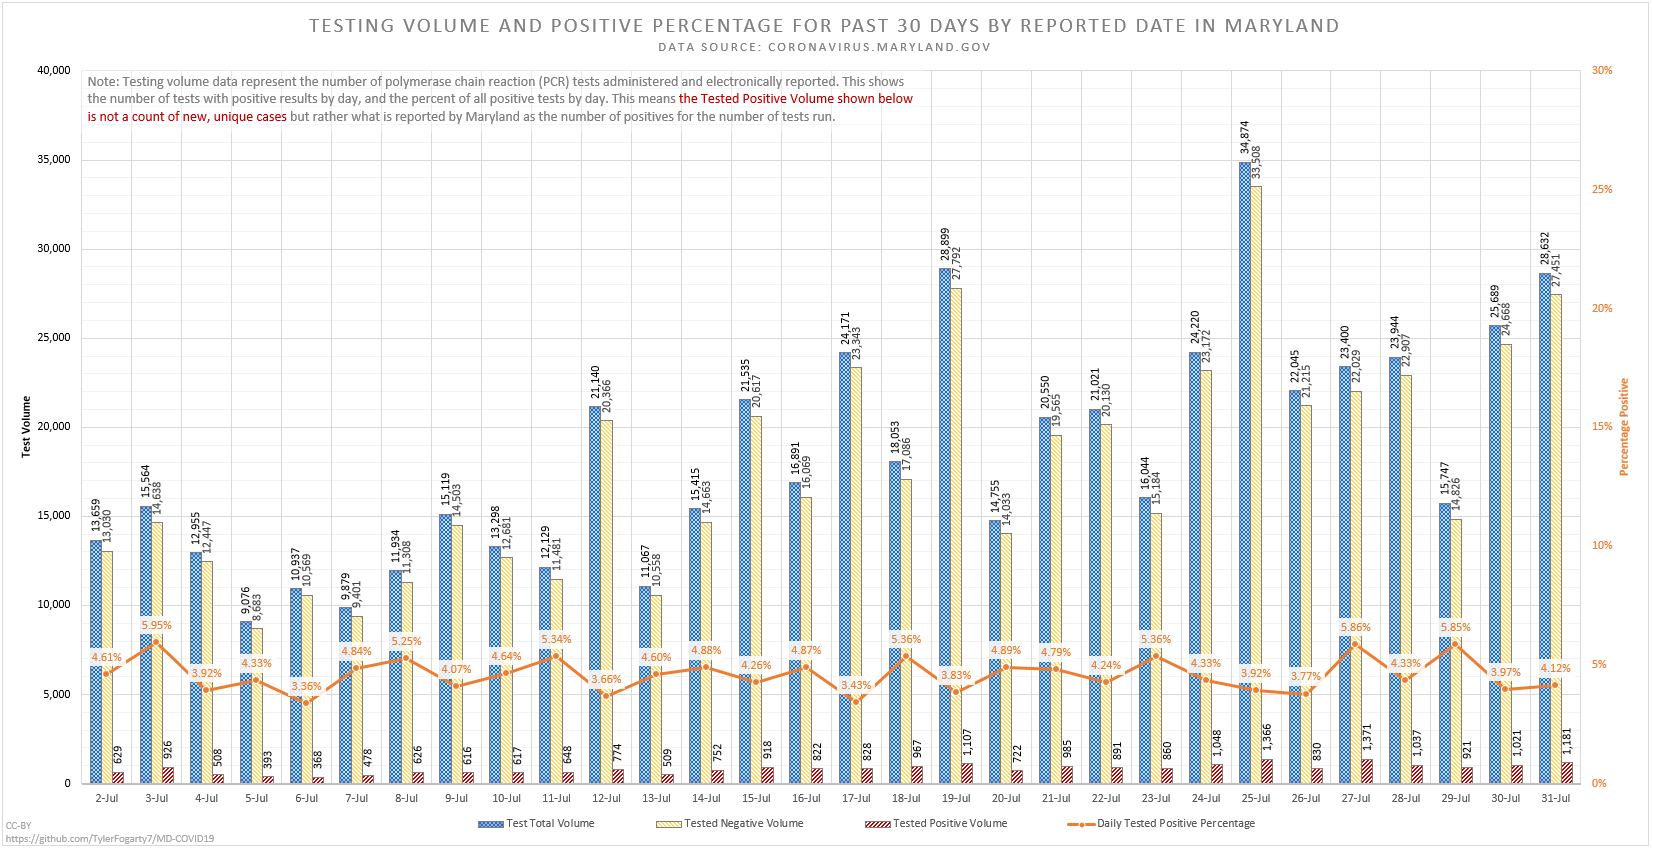 TESTING VOLUME AND POSITIVE PERCENTAGE FOR PAST 30 DAYS BY REPORTED DATE IN MARYLAND
DATA SOURCE: CORONAVIRUS.MARYLAND.GOV
Note: Testing volume data represent the number of polymerase chain reaction (PCR) tests administered and electronically reported. This shows
the number of tests with positive results by day, and the percent of all positive tests by day. This means the Tested Positive Volume shown below
is not a count of new, unique cases but rather what is reported by Maryland as the number of positives for the number of tests run.
Test Volume
40,000
35,000
30,000
25,000
20,000
15,000
10,000
5,000
0
Percentage Positive
30%
25%
20%
15%
10%
5%
0%
13,659 13,030 4.61% 629
15,564 14,638 5.95% 926
12,955 12,447 3.92% 508
9,076 8,683 4.33% 393
10,937 10,569 3.36% 368
9,879 9,401 4.84% 478
11,934 11,308 5.25% 626
15,119 14,503 4.07% 616
13,298 12,681 4.64% 617
12,129 11,481 5.34% 648
21,140 20,366 3.66% 774
11,067 10,558 4.60% 509
15,415 14,663 4.88% 752
21,535 20,617 4.26% 918
16,891 16,069 4.87% 822
24,171 23,343 3.43% 828
18,053 17,086 5.36% 967
28,899 27,792 3.83% 1,107
14,755 14,033 4.89% 722
20,550 19,565 4.79% 985
21,021 20,130 4.24% 891
16,044 15,184 5.36% 860
24,220 23,172 4.33% 1,048
34,874 33,508 3.92% 1,366
22,045 21,215 3.77% 830
23,400 22,029 5.86% 1,371
23,944 22,907 4.33% 1,037
15,747 14,826 5.85% 921
25,689 24,668 3.97% 1,021
28,632 27,451 4.12% 1,181
2-Jul 3-Jul 4-Jul 5-Jul 6-Jul 7-Jul 8-Jul 9-Jul 10-Jul 11-Jul 12-Jul 13-Jul 14-Jul 15-Jul 16-Jul 17-Jul 18-Jul 19-Jul 20-Jul 21-Jul 22-Jul 23-Jul 24-Jul 25-Jul 26-Jul 27-Jul 28-Jul 29-Jul 30-Jul 31-Jul
Test Total Volume Tested Negative Volume Tested Positive Volume Daily Tested Positive Percentage
CC-BY
https://github.com/TylerFogarty7/MD-COVID19